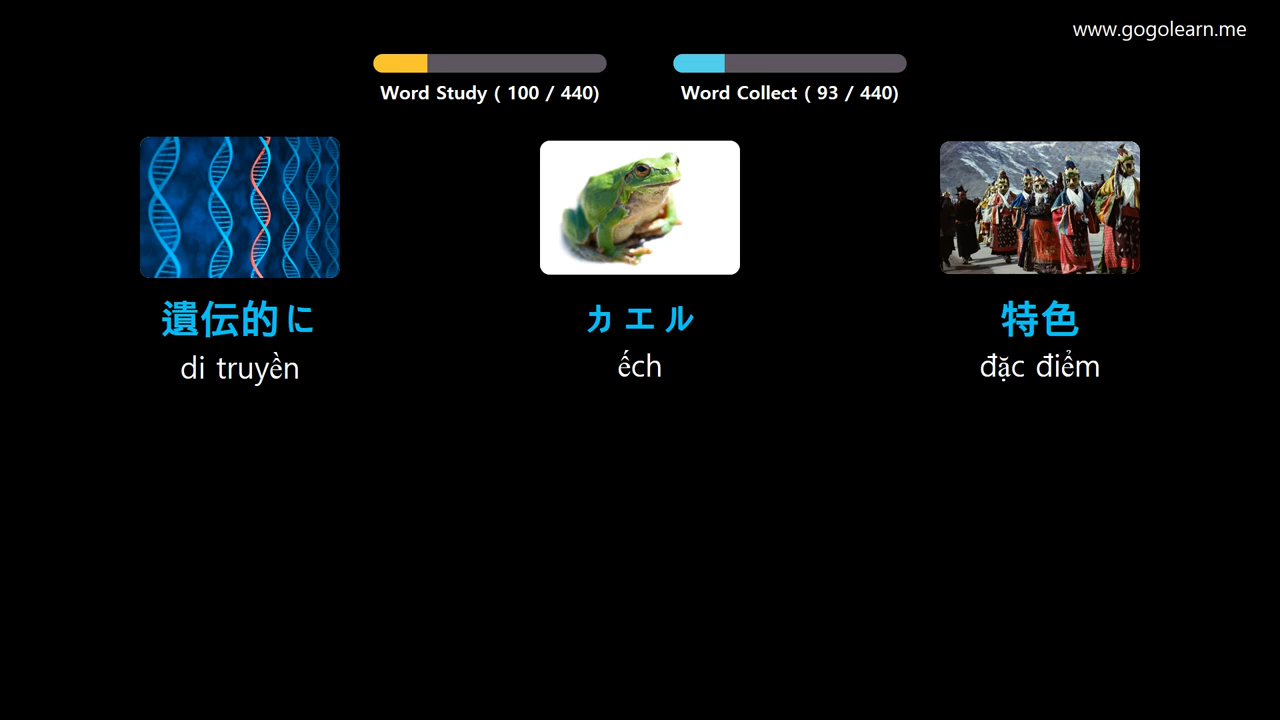 www.gogolearn.me
Word Study ( 100 / 440)
Word Collect ( 93 / 440)
遺伝的に
カエル
特色
di truyền
ếch
đặc điểm